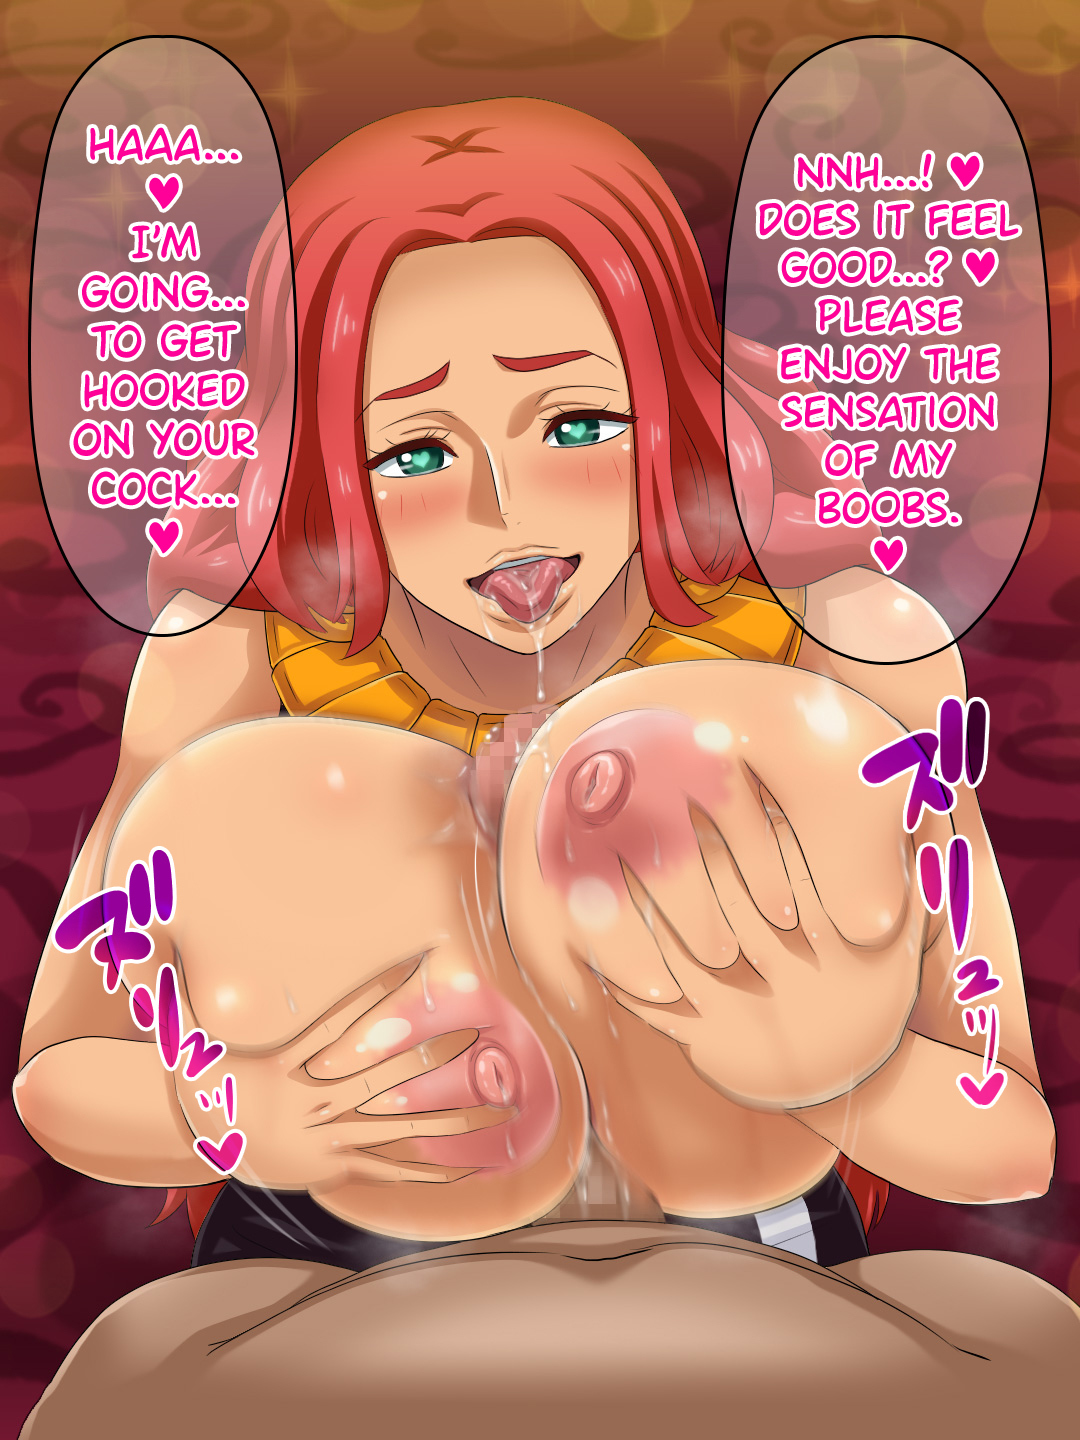 NNH...! ♥
DOES IT FEEL
GOOD...? ♥
PLEASE
ENJOY THE
SENSATION
OF MY
BOOBS.
♥
HAAA...
♥
I'M
GOING...
TO GET
HOOKED
ON YOUR
COCK...
♥
ズリュッ♥
ズリュッ♥